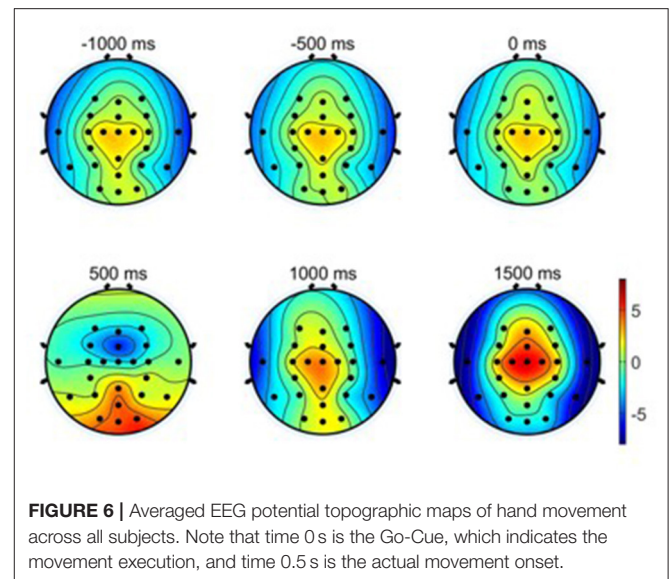 -1000 ms
-500 ms
0 ms
500 ms
1000 ms
1500 ms
5
0
-5
FIGURE 6 | Averaged EEG potential topographic maps of hand movement
across all subjects. Note that time 0 s is the Go-Cue, which indicates the
movement execution, and time 0.5 s is the actual movement onset.